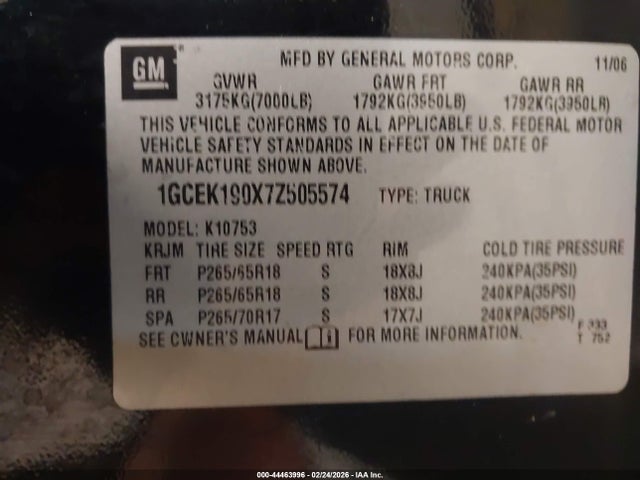 GM
MFD BY GENERAL MOTORS CORP. 11/06
GVWR GAWR FRT GAWR RR
3175KG(7000LB) 1792KG(3950LB) 1792KG(3950LB)
THIS VEHICLE CONFORMS TO ALL APPLICABLE U.S. FEDERAL MOTOR
VEHICLE SAFETY STANDARDS IN EFFECT ON THE DATE OF
MANUFACTURE SHOWN ABOVE.
1GCEK190X7Z505574 TYPE: TRUCK
MODEL: K10753
KRJM TIRE SIZE SPEED RTG RIM COLD TIRE PRESSURE
FRT P265/65R18 S 18X8J 240KPA(35PSI)
RR P265/65R18 S 18X8J 240KPA(35PSI)
SPA P265/70R17 S 17X7J 240KPA(35PSI)
SEE OWNER'S MANUAL FOR MORE INFORMATION.
F 333
T 752
000-44463996 - 02/24/2026 - IAA Inc.